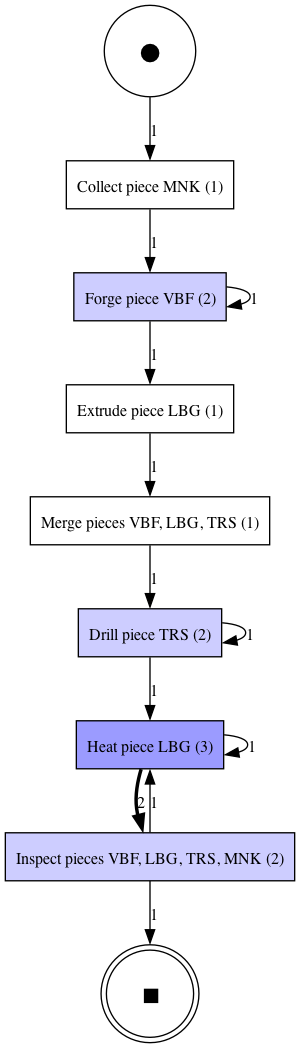 1
Collect piece MNK (1)
1
Forge piece VBF (2)
1
1
Extrude piece LBG (1)
1
Merge pieces VBF, LBG, TRS (1)
1
Drill piece TRS (2)
1
1
Heat piece LBG (3)
1
2
1
Inspect pieces VBF, LBG, TRS, MNK (2)
1